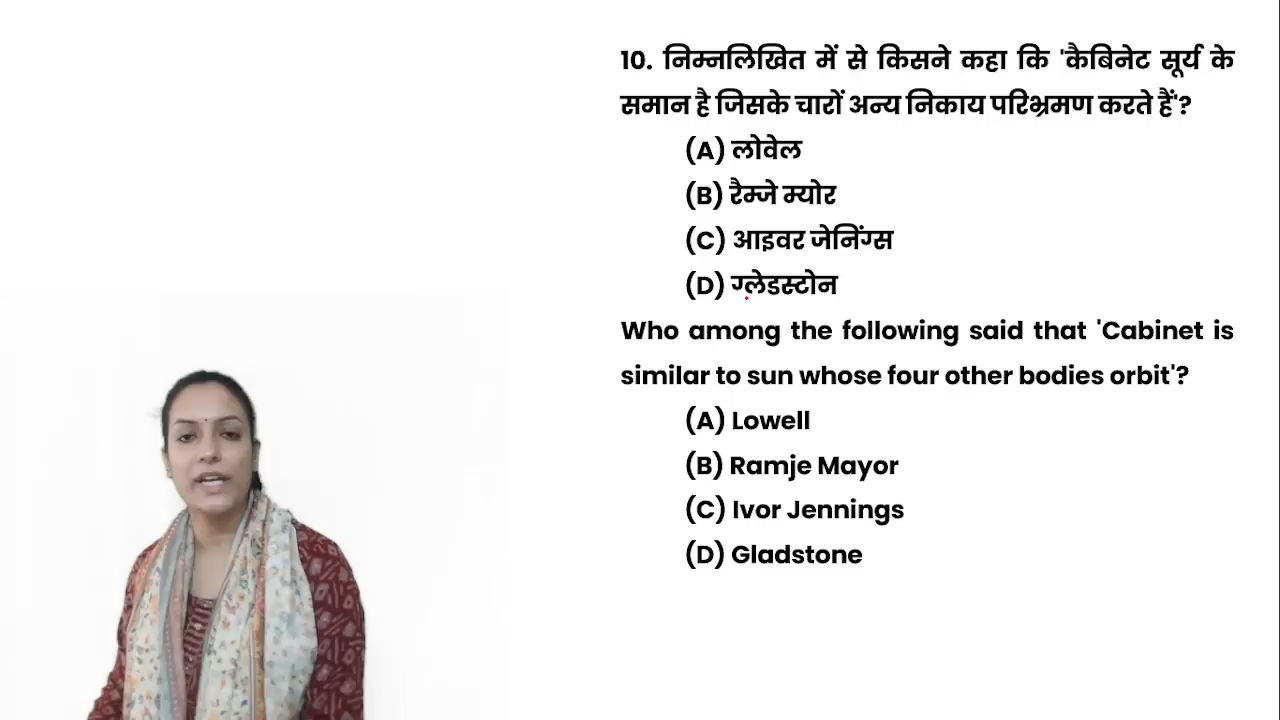 10. निम्नलिखित में से किसने कहा कि 'कैबिनेट सूर्य के
समान है जिसके चारों अन्य निकाय परिभ्रमण करते हैं'?
(A) लोवेल
(B) रैम्जे म्योर
(C) आइवर जेनिंग्स
(D) ग्लेडस्टोन
Who among the following said that 'Cabinet is
similar to sun whose four other bodies orbit'?
(A) Lowell
(B) Ramje Mayor
(C) Ivor Jennings
(D) Gladstone